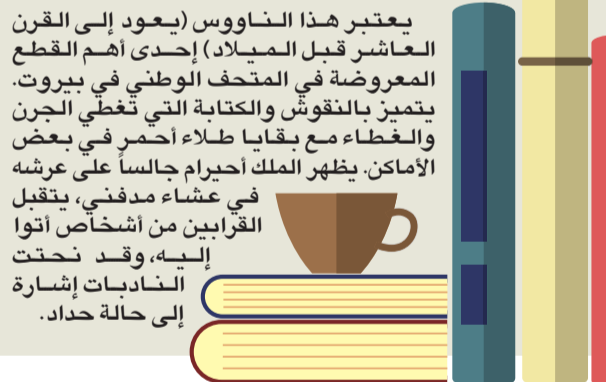 يعتبر هذا الناووس (يعود إلى القرن
العاشر قبل الميلاد) إحدى أهم القطع
المعروضة في المتحف الوطني في بيروت.
يتميز بالنقوش والكتابة التي تغطي الجرن
والغطاء مع بقايا طلاء أحمر في بعض
الأماكن. يظهر الملك أحيرام جالساً على عرشه
في عشاء مدفني، يتقبل
القرابين من أشخاص أتوا
إليه، وقد نحتت
النادبات إشارة
إلى حالة حداد.